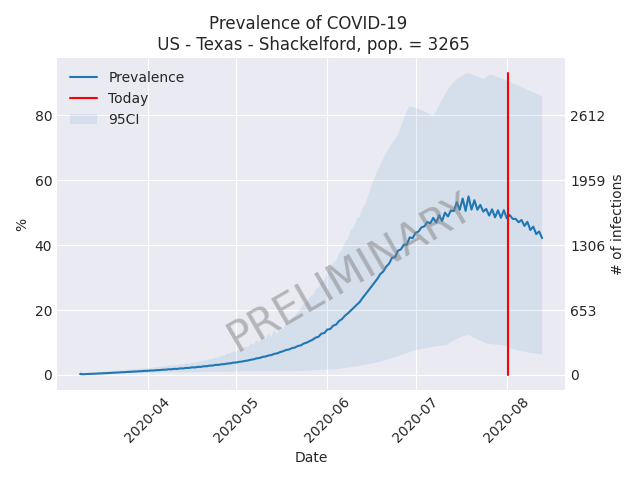 Prevalence of COVID-19
US - Texas - Shackelford, pop. = 3265
Prevalence
Today
95CI
PRELIMINARY
%
80
60
40
20
0
2612
1959
1306
653
0
# of infections
2020-04
2020-05
2020-06
2020-07
2020-08
Date